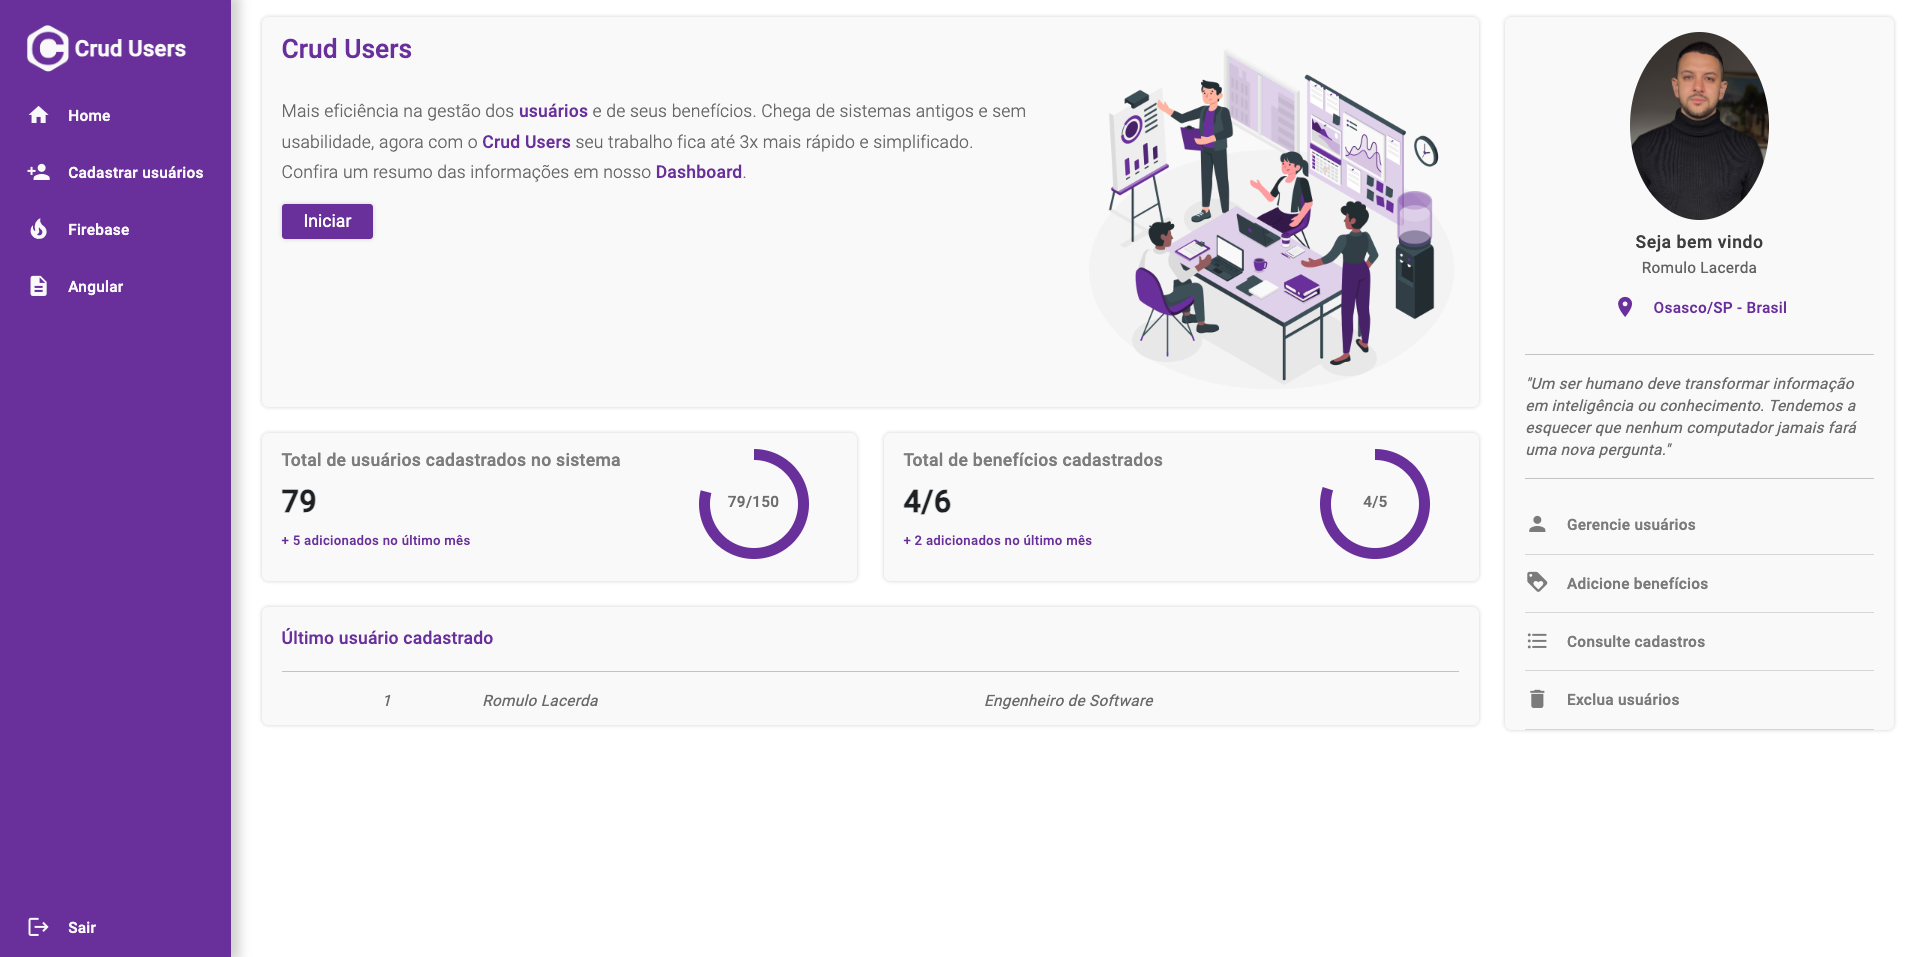 Crud Users
Home
Cadastrar usuários
Firebase
Angular
Sair
Crud Users
Mais eficiência na gestão dos usuários e de seus benefícios. Chega de sistemas antigos e sem
usabilidade, agora com o Crud Users seu trabalho fica até 3x mais rápido e simplificado.
Confira um resumo das informações em nosso Dashboard.
Iniciar
Total de usuários cadastrados no sistema
79
+ 5 adicionados no último mês
79/150
Total de benefícios cadastrados
4/6
+ 2 adicionados no último mês
4/5
Último usuário cadastrado
1 Romulo Lacerda Engenheiro de Software
Seja bem vindo
Romulo Lacerda
Osasco/SP - Brasil
"Um ser humano deve transformar informação
em inteligência ou conhecimento. Tendemos a
esquecer que nenhum computador jamais fará
uma nova pergunta."
Gerencie usuários
Adicione benefícios
Consulte cadastros
Exclua usuários